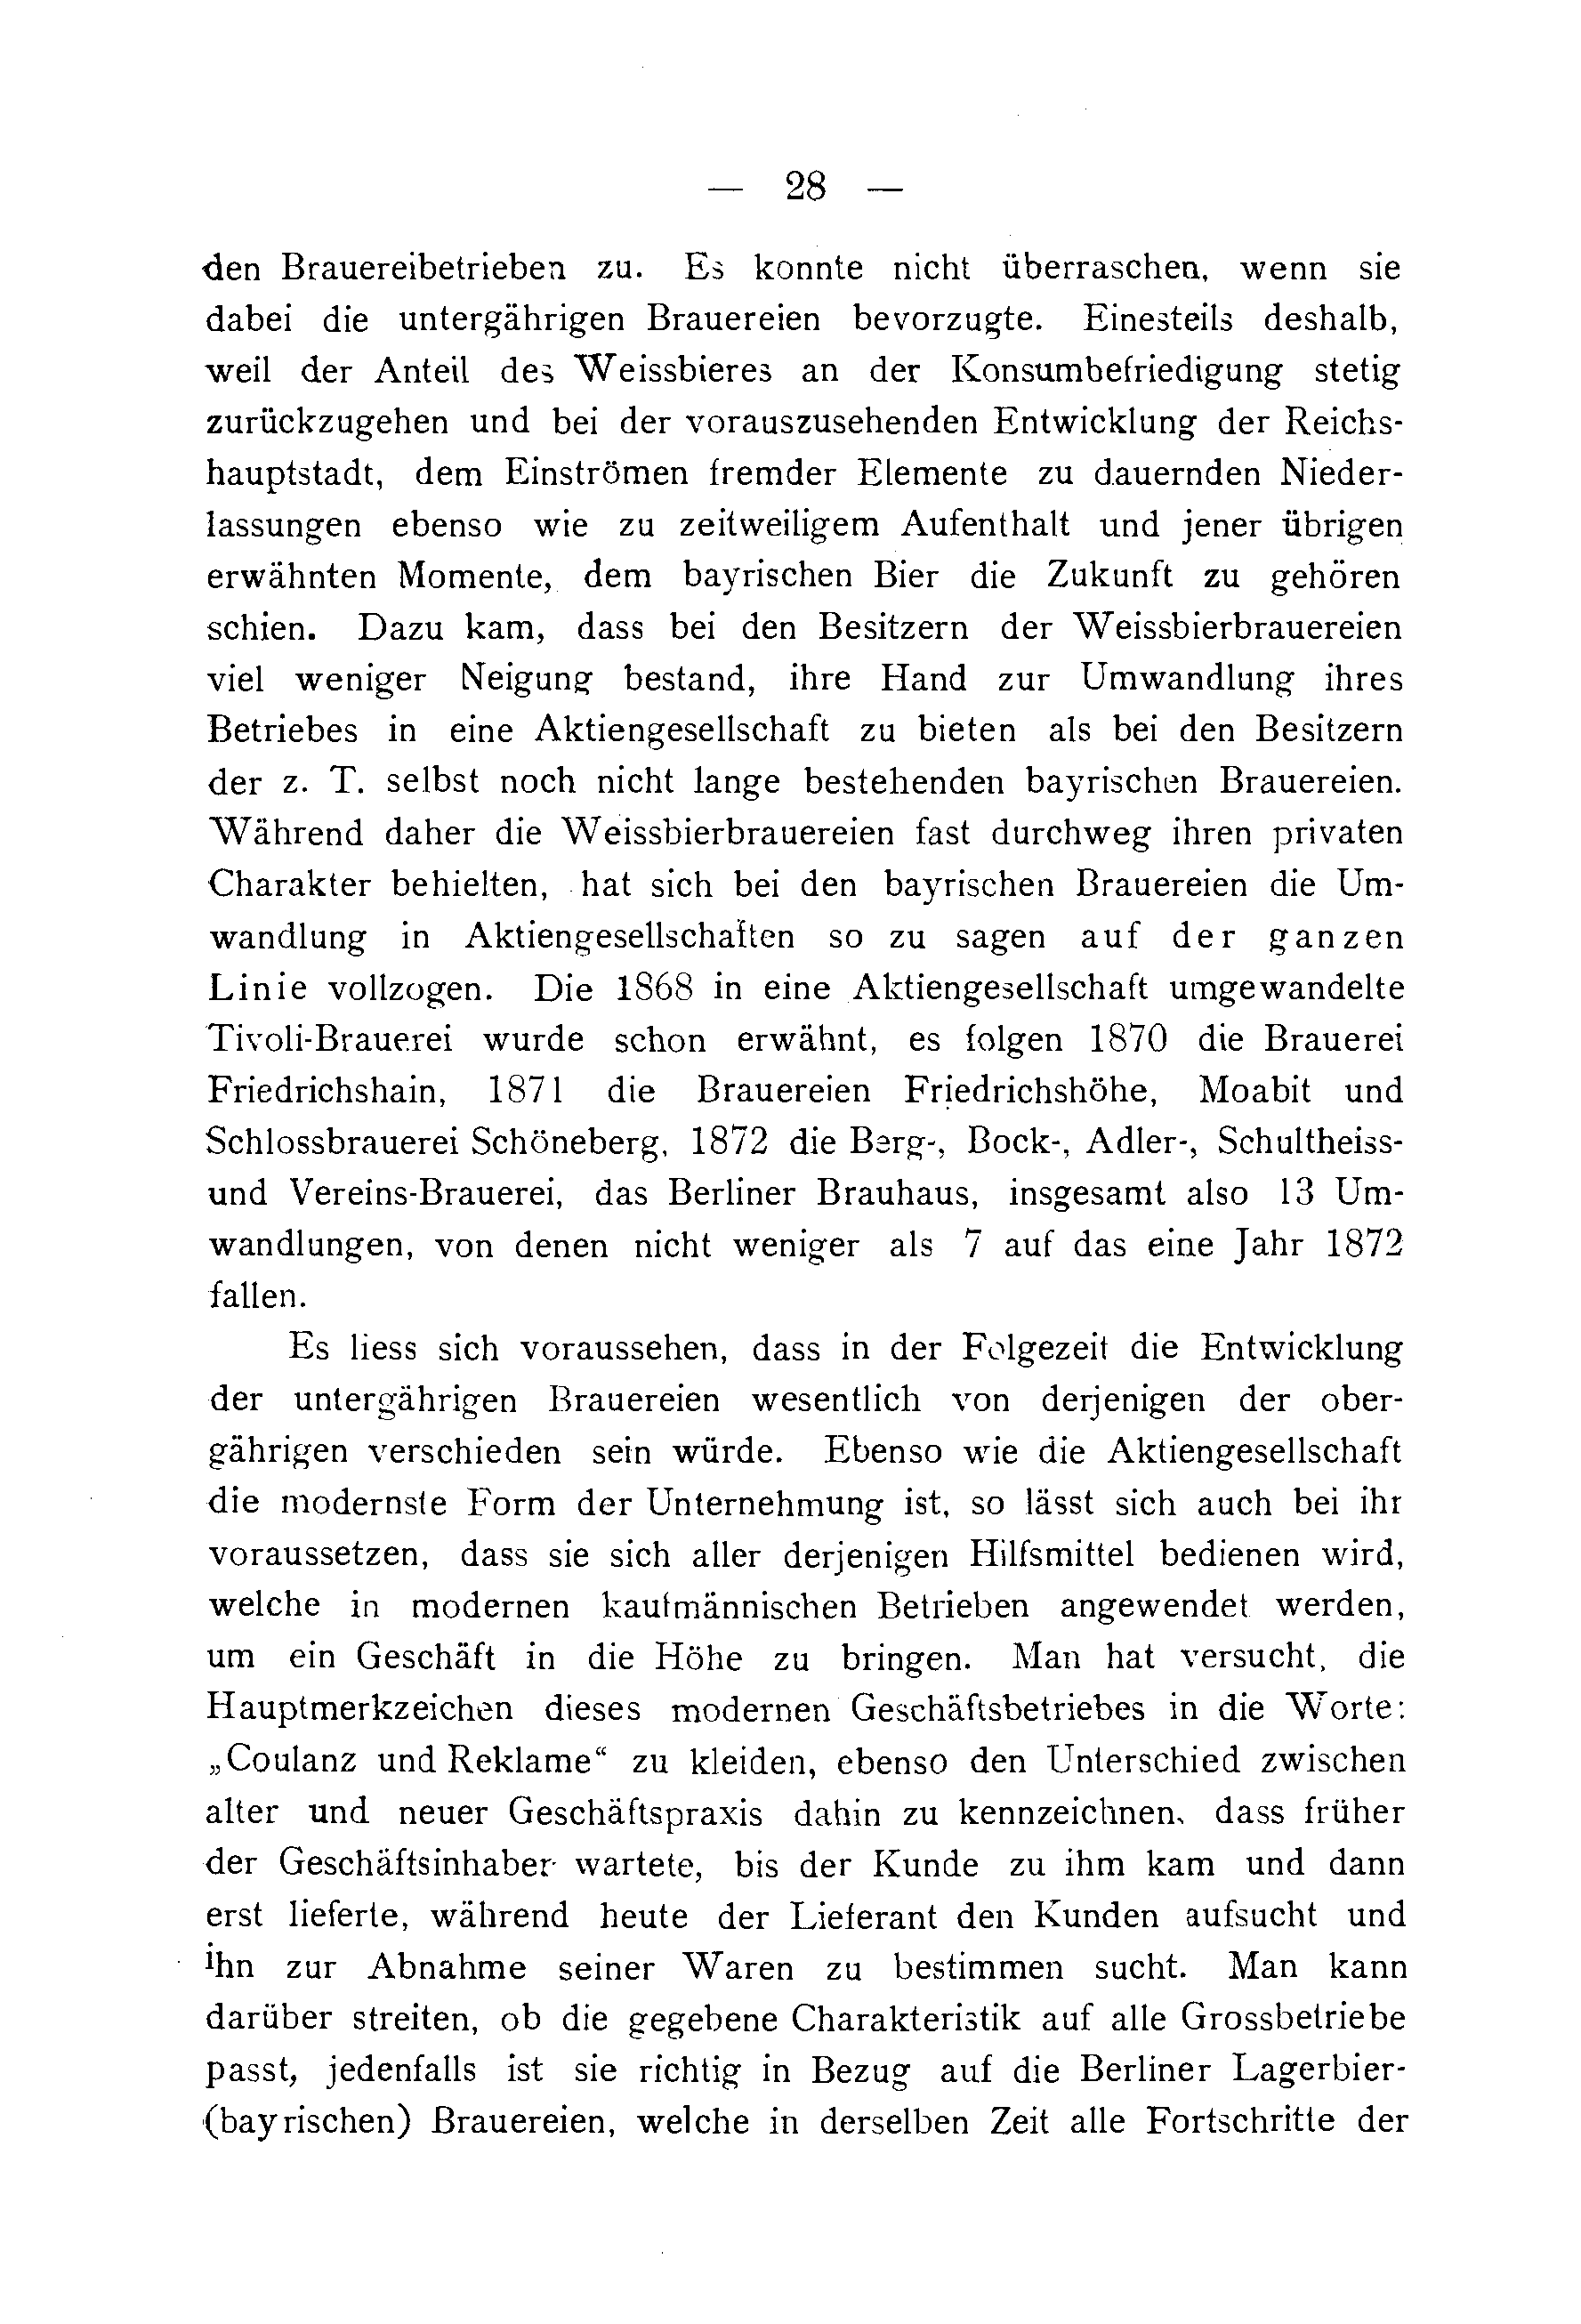 — 28 —
den Brauereibetrieben zu. Es konnte nicht überraschen, wenn sie
dabei die untergährigen Brauereien bevorzugte. Einesteils deshalb,
weil der Anteil des Weissbieres an der Konsumbefriedigung stetig
zurückzugehen und bei der vorauszusehenden Entwicklung der Reichs-
hauptstadt, dem Einströmen fremder Elemente zu dauernden Nieder-
lassungen ebenso wie zu zeitweiligem Aufenthalt und jener übrigen
erwähnten Momente, dem bayrischen Bier die Zukunft zu gehören
schien. Dazu kam, dass bei den Besitzern der Weissbierbrauereien
viel weniger Neigung bestand, ihre Hand zur Umwandlung ihres
Betriebes in eine Aktiengesellschaft zu bieten als bei den Besitzern
der z. T. selbst noch nicht lange bestehenden bayrischen Brauereien.
Während daher die Weissbierbrauereien fast durchweg ihren privaten
Charakter behielten, hat sich bei den bayrischen Brauereien die Um-
wandlung in Aktiengesellschaften so zu sagen auf der ganzen
Linie vollzogen. Die 1868 in eine Aktiengesellschaft umgewandelte
Tivoli-Brauerei wurde schon erwähnt, es folgen 1870 die Brauerei
Friedrichshain, 1871 die Brauereien Friedrichshöhe, Moabit und
Schlossbrauerei Schöneberg, 1872 die Berg-, Bock-, Adler-, Schultheiss-
und Vereins-Brauerei, das Berliner Brauhaus, insgesamt also 13 Um-
wandlungen, von denen nicht weniger als 7 auf das eine Jahr 1872
fallen.
Es liess sich voraussehen, dass in der Folgezeit die Entwicklung
der untergährigen Brauereien wesentlich von derjenigen der ober-
gährigen verschieden sein würde. Ebenso wie die Aktiengesellschaft
die modernste Form der Unternehmung ist, so lässt sich auch bei ihr
voraussetzen, dass sie sich aller derjenigen Hilfsmittel bedienen wird,
welche in modernen kaufmännischen Betrieben angewendet werden,
um ein Geschäft in die Höhe zu bringen. Man hat versucht, die
Hauptmerkzeichen dieses modernen Geschäftsbetriebes in die Worte:
„Coulanz und Reklame“ zu kleiden, ebenso den Unterschied zwischen
alter und neuer Geschäftspraxis dahin zu kennzeichnen, dass früher
der Geschäftsinhaber wartete, bis der Kunde zu ihm kam und dann
erst lieferte, während heute der Lieferant den Kunden aufsucht und
ihn zur Abnahme seiner Waren zu bestimmen sucht. Man kann
darüber streiten, ob die gegebene Charakteristik auf alle Grossbetriebe
passt, jedenfalls ist sie richtig in Bezug auf die Berliner Lagerbier-
(bayrischen) Brauereien, welche in derselben Zeit alle Fortschritte der